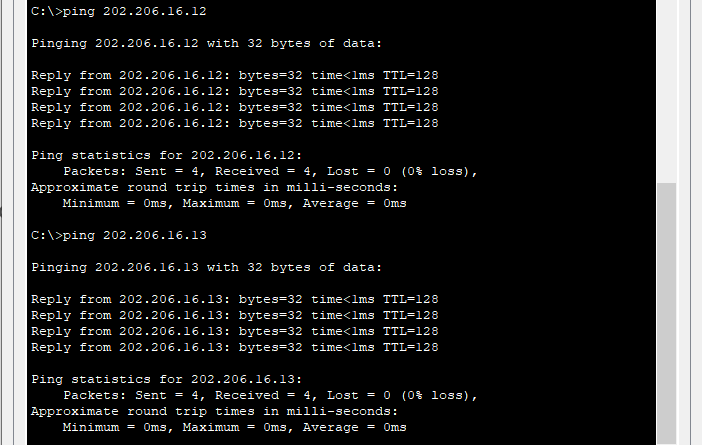 C:\>ping 202.206.16.12
Pinging 202.206.16.12 with 32 bytes of data:
Reply from 202.206.16.12: bytes=32 time<1ms TTL=128
Reply from 202.206.16.12: bytes=32 time<1ms TTL=128
Reply from 202.206.16.12: bytes=32 time<1ms TTL=128
Reply from 202.206.16.12: bytes=32 time<1ms TTL=128
Ping statistics for 202.206.16.12:
Packets: Sent = 4, Received = 4, Lost = 0 (0% loss),
Approximate round trip times in milli-seconds:
Minimum = 0ms, Maximum = 0ms, Average = 0ms
C:\>ping 202.206.16.13
Pinging 202.206.16.13 with 32 bytes of data:
Reply from 202.206.16.13: bytes=32 time<1ms TTL=128
Reply from 202.206.16.13: bytes=32 time<1ms TTL=128
Reply from 202.206.16.13: bytes=32 time<1ms TTL=128
Reply from 202.206.16.13: bytes=32 time<1ms TTL=128
Ping statistics for 202.206.16.13:
Packets: Sent = 4, Received = 4, Lost = 0 (0% loss),
Approximate round trip times in milli-seconds:
Minimum = 0ms, Maximum = 0ms, Average = 0ms